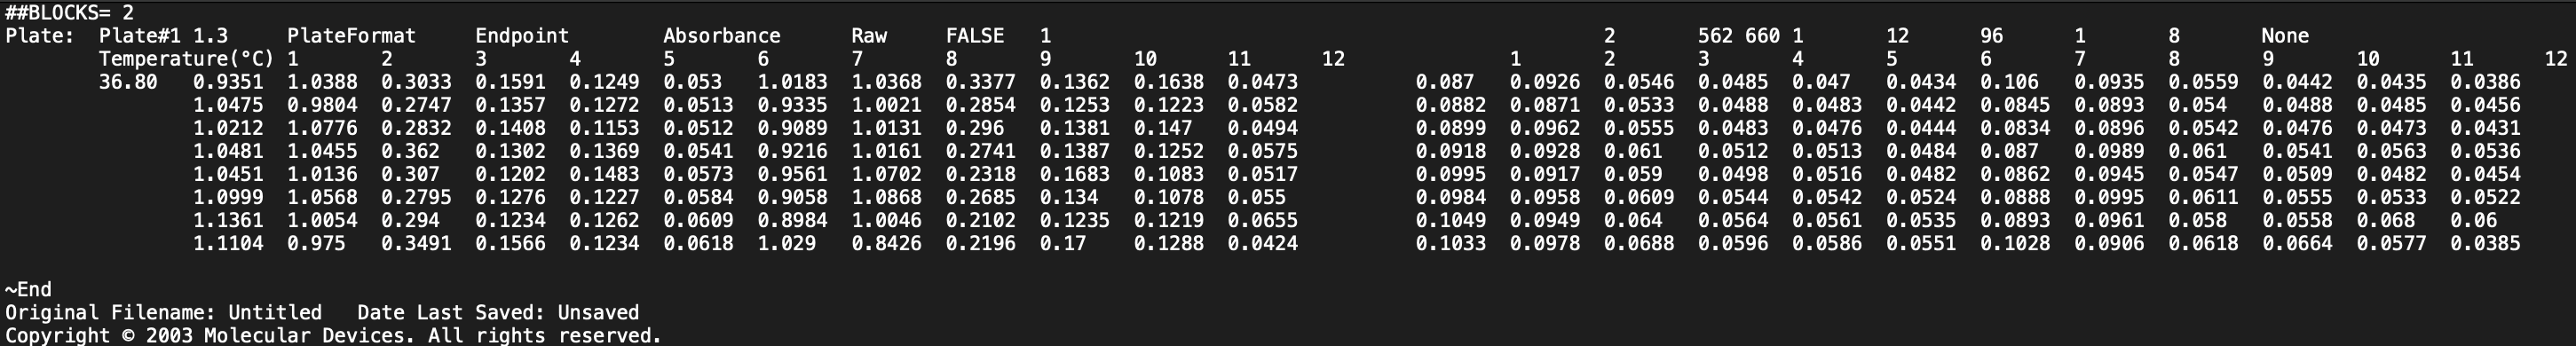 ##BLOCKS= 2
Plate: Plate#1 1.3 PlateFormat Endpoint Absorbance Raw FALSE 1 2 562 660 1 12 96 1 8 None
Temperature(°C) 1 2 3 4 5 6 7 8 9 10 11 12 1 2 3 4 5 6 7 8 9 10 11 12
36.80 0.9351 1.0388 0.3033 0.1591 0.1249 0.053 1.0183 1.0368 0.3377 0.1362 0.1638 0.0473 0.087 0.0926 0.0546 0.0485 0.047 0.0434 0.106 0.0935 0.0559 0.0442 0.0435 0.0386
1.0475 0.9804 0.2747 0.1357 0.1272 0.0513 0.9335 1.0021 0.2854 0.1253 0.1223 0.0582 0.0882 0.0871 0.0533 0.0488 0.0483 0.0442 0.0845 0.0893 0.054 0.0488 0.0485 0.0456
1.0212 1.0776 0.2832 0.1408 0.1153 0.0512 0.9089 1.0131 0.296 0.1381 0.147 0.0494 0.0899 0.0962 0.0555 0.0483 0.0476 0.0444 0.0834 0.0896 0.0542 0.0476 0.0473 0.0431
1.0481 1.0455 0.362 0.1302 0.1369 0.0541 0.9216 1.0161 0.2741 0.1387 0.1252 0.0575 0.0918 0.0928 0.061 0.0512 0.0513 0.0484 0.087 0.0989 0.061 0.0541 0.0563 0.0536
1.0451 1.0136 0.307 0.1202 0.1483 0.0573 0.9561 1.0702 0.2318 0.1683 0.1083 0.0517 0.0995 0.0917 0.059 0.0498 0.0516 0.0482 0.0862 0.0945 0.0547 0.0509 0.0482 0.0454
1.0999 1.0568 0.2795 0.1276 0.1227 0.0584 0.9058 1.0868 0.2685 0.134 0.1078 0.055 0.0984 0.0958 0.0609 0.0544 0.0542 0.0524 0.0888 0.0995 0.0611 0.0555 0.0533 0.0522
1.1361 1.0054 0.294 0.1234 0.1262 0.0609 0.8984 1.0046 0.2102 0.1235 0.1219 0.0655 0.1049 0.0949 0.064 0.0564 0.0561 0.0535 0.0893 0.0961 0.058 0.0558 0.068 0.06
1.1104 0.975 0.3491 0.1566 0.1234 0.0618 1.029 0.8426 0.2196 0.17 0.1288 0.0424 0.1033 0.0978 0.0688 0.0596 0.0586 0.0551 0.1028 0.0906 0.0618 0.0664 0.0577 0.0385
~End
Original Filename: Untitled Date Last Saved: Unsaved
Copyright © 2003 Molecular Devices. All rights reserved.